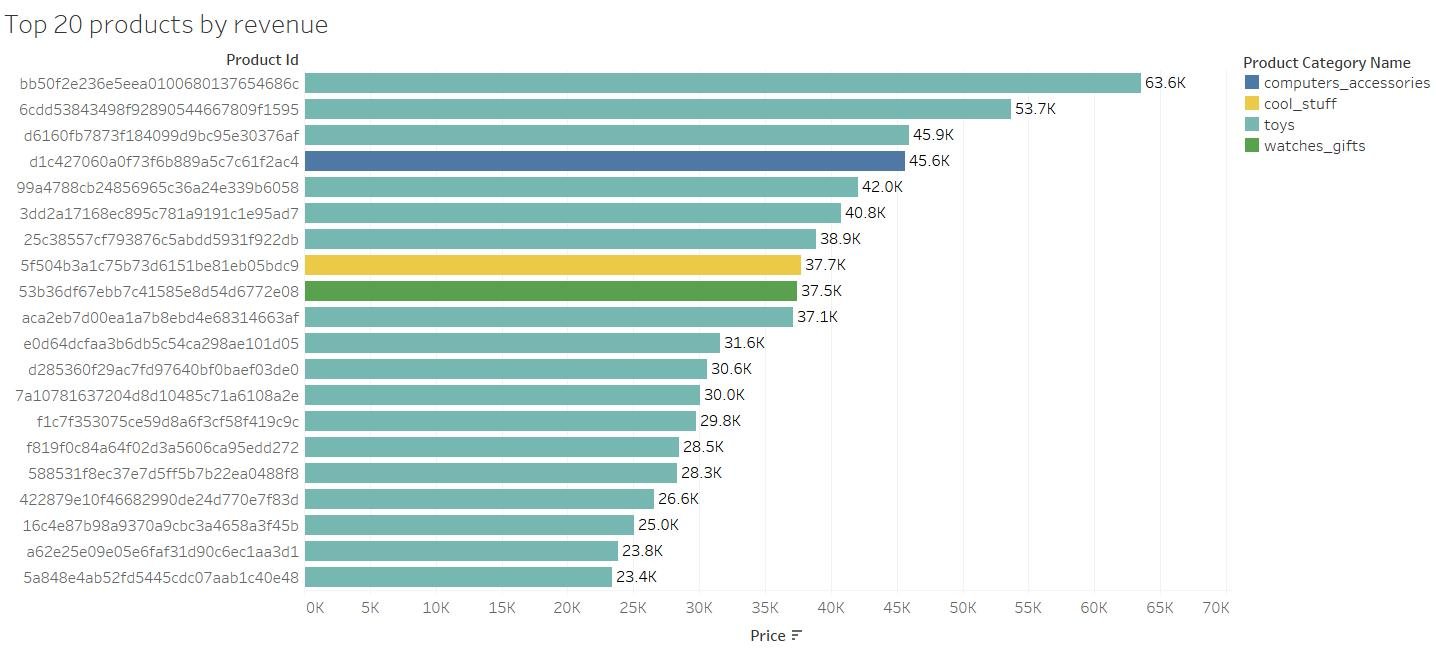 Top 20 products by revenue
Product Id
bb50f2e236e5eea0100680137654686c 63.6K
6cdd53843498f92890544667809f1595 53.7K
d6160fb7873f184099d9bc95e30376af 45.9K
d1c427060a0f73f6b889a5c7c61f2ac4 45.6K
99a4788cb24856965c36a24e339b6058 42.0K
3dd2a17168ec895c781a9191c1e95ad7 40.8K
25c38557cf793876c5abdd5931f922db 38.9K
5f504b3a1c75b73d6151be81eb05bdc9 37.7K
53b36df67ebb7c41585e8d54d6772e08 37.5K
aca2eb7d00ea1a7b8ebd4e68314663af 37.1K
e0d64dcfaa3b6db5c54ca298ae101d05 31.6K
d285360f29ac7fd97640bf0baef03de0 30.6K
7a10781637204d8d10485c71a6108a2e 30.0K
f1c7f353075ce59d8a6f3cf58f419c9c 29.8K
f819f0c84a64f02d3a5606ca95edd272 28.5K
588531f8ec37e7d5ff5b7b22ea0488f8 28.3K
422879e10f46682990de24d770e7f83d 26.6K
16c4e87b98a9370a9cbc3a4658a3f45b 25.0K
a62e25e09e05e6faf31d90c6ec1aa3d1 23.8K
5a848e4ab52fd5445cdc07aab1c40e48 23.4K
0K 5K 10K 15K 20K 25K 30K 35K 40K 45K 50K 55K 60K 65K 70K
Price
Product Category Name
computers_accessories
cool_stuff
toys
watches_gifts